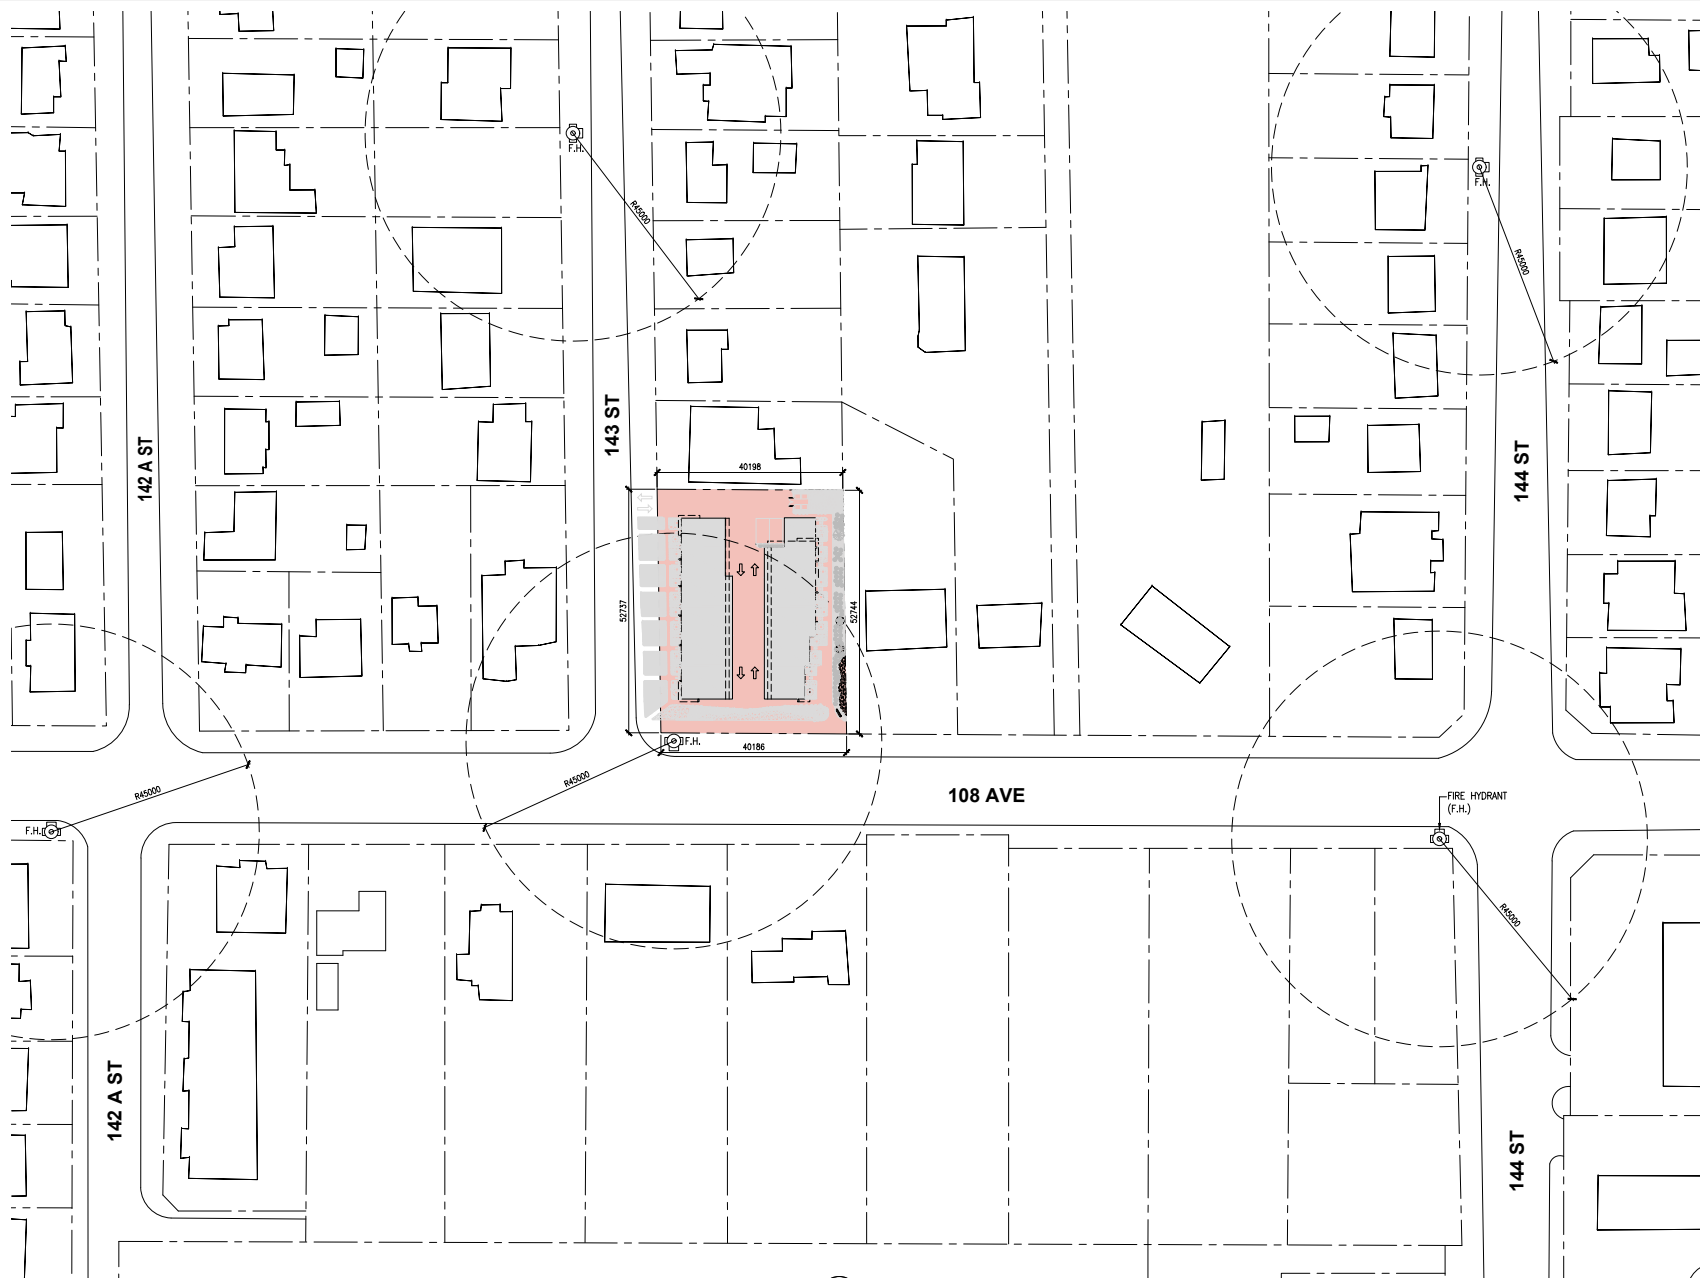 F.H.
F.H.
R45000
R45000
142 A ST
143 ST
144 ST
40198
52737
52744
F.H.
40186
R45000
R45000
108 AVE
FIRE HYDRANT
(F.H.)
F.H.
R45000
142 A ST
144 ST